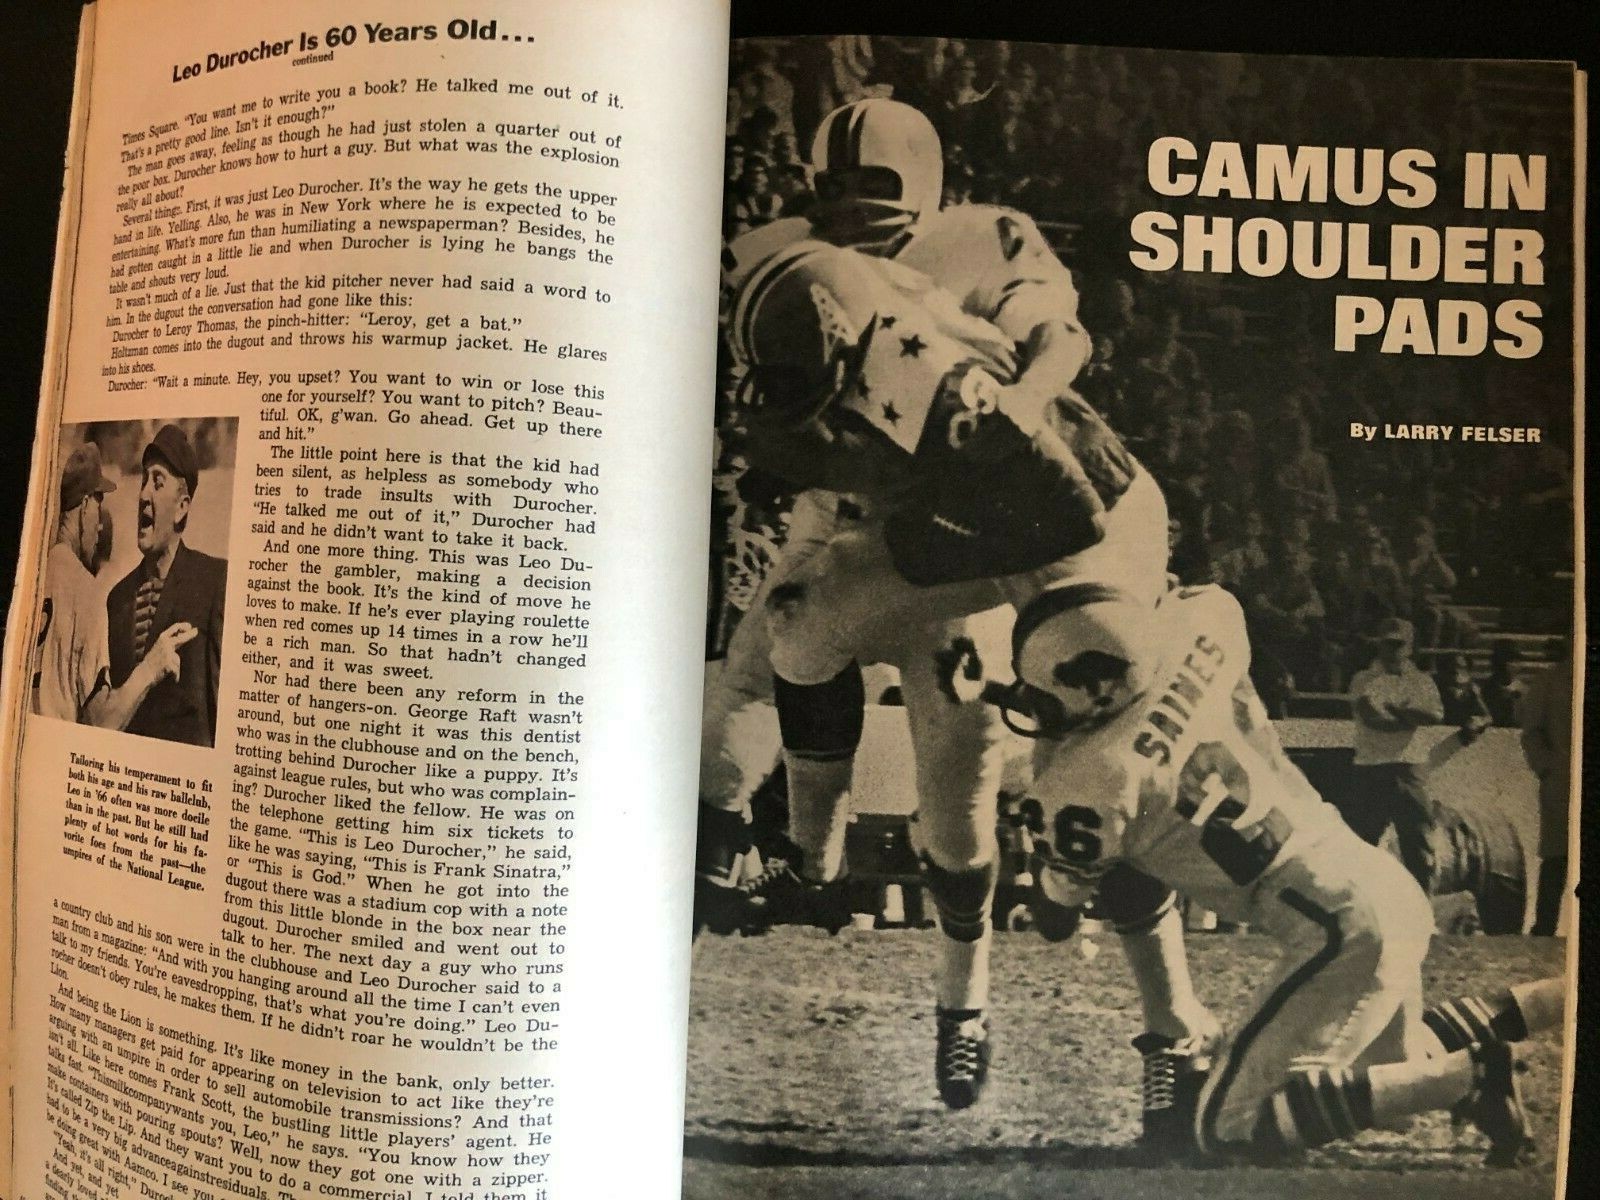 Leo Durocher Is 60 Years Old...
continued
Times Square. “You want me to write you a book? He talked me out of it.
That's a pretty good line. Isn't it enough?”
The man goes away, feeling as though he had just stolen a quarter out of
the poor box. Durocher knows how to hurt a guy. But what was the explosion
really all about?
Several things. First, it was just Leo Durocher. It's the way he gets the upper
hand in life. Yelling. Also, he was in New York where he is expected to be
entertaining. What's more fun than humiliating a newspaperman? Besides, he
had gotten caught in a little lie and when Durocher is lying he bangs the
table and shouts very loud.
It wasn't much of a lie. Just that the kid pitcher never had said a word to
him. In the dugout the conversation had gone like this:
Durocher to Leroy Thomas, the pinch-hitter: “Leroy, get a bat.”
Holtzman comes into the dugout and throws his warmup jacket. He glares
into his shoes.
Durocher: “Wait a minute. Hey, you upset? You want to win or lose this
one for yourself? You want to pitch? Beau-
tiful. OK, g'wan. Go ahead. Get up there
and hit.”
The little point here is that the kid had
been silent, as helpless as somebody who
tries to trade insults with Durocher.
“He talked me out of it,” Durocher had
said and he didn't want to take it back.
And one more thing. This was Leo Du-
rocher the gambler, making a decision
against the book. It's the kind of move he
loves to make. If he's ever playing roulette
when red comes up 14 times in a row he'll
be a rich man. So that hadn't changed
either, and it was sweet.
Nor had there been any reform in the
matter of hangers-on. George Raft wasn't
around, but one night it was this dentist
who was in the clubhouse and on the bench,
trotting behind Durocher like a puppy. It's
against league rules, but who was complain-
ing? Durocher liked the fellow. He was on
the telephone getting him six tickets to
the game. “This is Leo Durocher,” he said,
like he was saying, “This is Frank Sinatra,”
or “This is God.” When he got into the
dugout there was a stadium cop with a note
from this little blonde in the box near the
dugout. Durocher smiled and went out to
talk to her. The next day a guy who runs
a country club and his son were in the clubhouse and Leo Durocher said to a
man from a magazine: “And with you hanging around all the time I can't even
talk to my friends. You're eavesdropping, that's what you're doing.” Leo Du-
rocher doesn't obey rules, he makes them. If he didn't roar he wouldn't be the
Lion.
And being the Lion is something. It's like money in the bank, only better.
How many managers get paid for appearing on television to act like they're
arguing with an umpire in order to sell automobile transmissions? And that
isn't all. Like here comes Frank Scott, the bustling little players' agent. He
talks fast. “Thismilkcompanywants you, Leo,” he says. “You know how they
make containers with pouring spouts? Well, now they got one with a zipper.
It's called Zip the Lip. And they want you to do a commercial. I told them it
had to be a very big advanceagainstresiduals.
be doing great with Aamco. I see you
“Yeah, it's all right,”
And yet, and yet
a dearly loved
Tailoring his temperament to fit
both his age and his raw ballclub,
Leo in '66 often was more docile
than in the past. But he still had
plenty of hot words for his fa-
vorite foes from the past—the
umpires of the National League.
CAMUS IN
SHOULDER
PADS
By LARRY FELSER
SAIMES
26